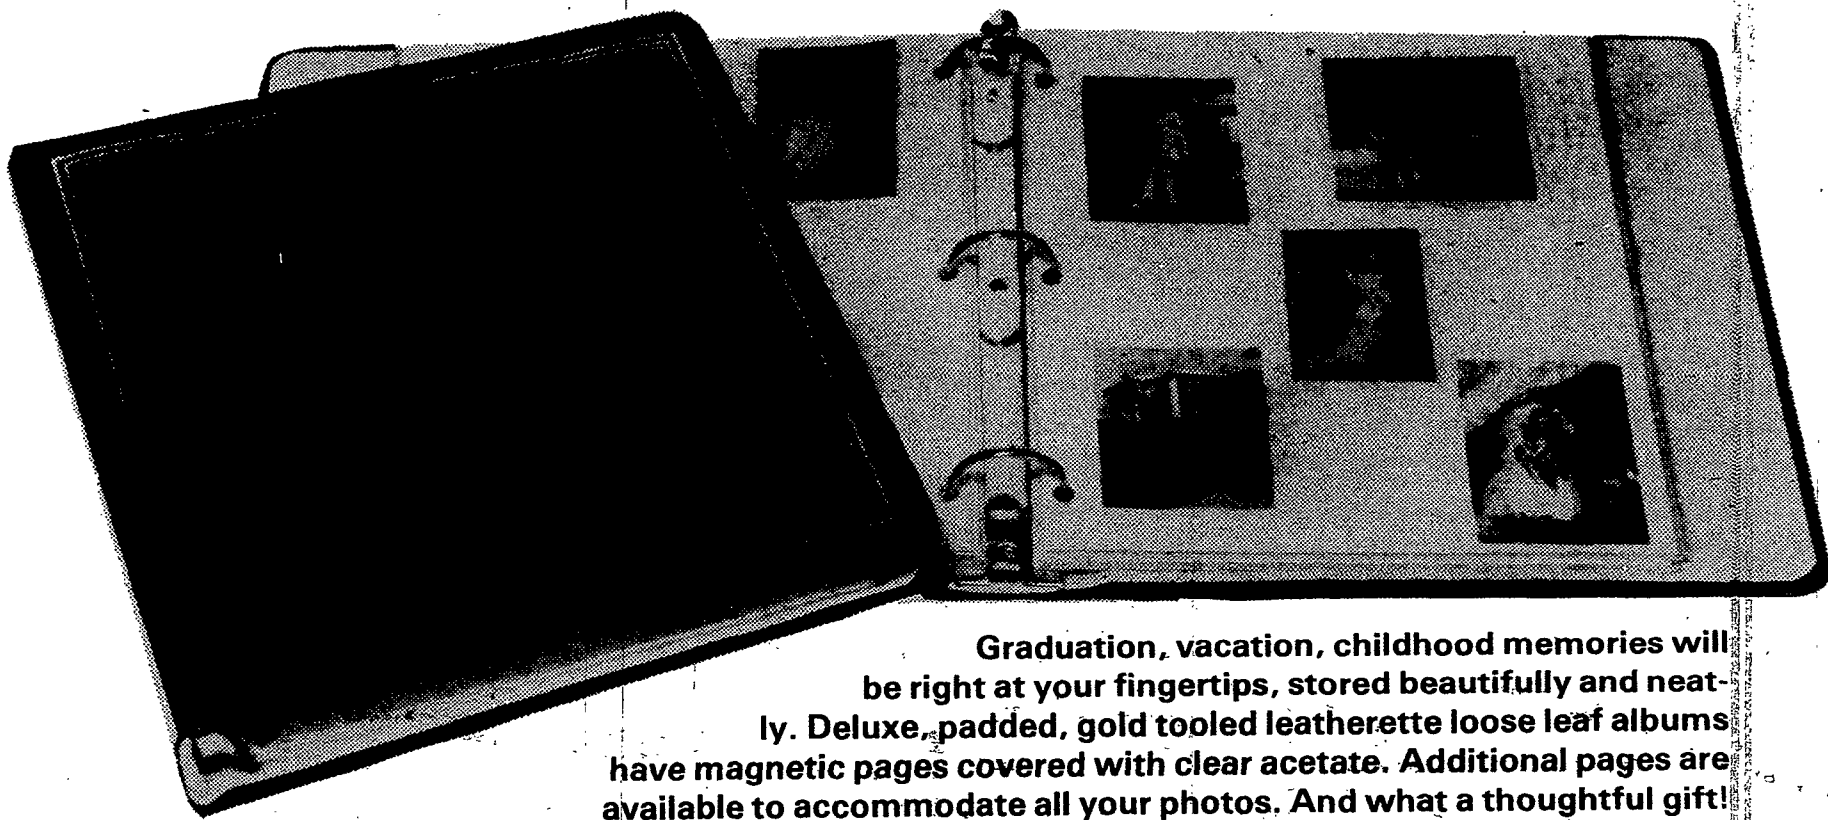 Graduation, vacation, childhood memories will
be right at your fingertips, stored beautifully and neat-
ly. Deluxe, padded, gold tooled leatherette loose leaf albums
have magnetic pages covered with clear acetate. Additional pages are
available to accommodate all your photos. And what a thoughtful gift!